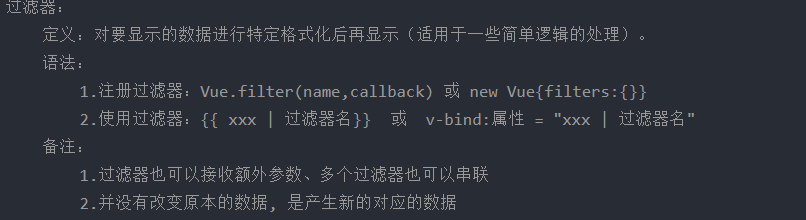 过滤器:
定义: 对要显示的数据进行特定格式化后再显示(适用于一些简单逻辑的处理)。
语法:
1.注册过滤器: Vue.filter(name,callback) 或 new Vue{filters:{}}
2.使用过滤器: {{ xxx | 过滤器名}} 或 v-bind:属性 = "xxx | 过滤器名"
备注:
1.过滤器也可以接收额外参数、多个过滤器也可以串联
2.并没有改变原本的数据, 是产生新的对应的数据